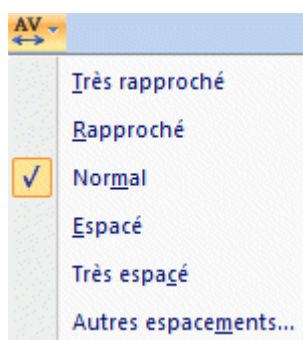 AV
Très rapproché
Rapproché
Normal
Espacé
Très espacé
Autres espacements...